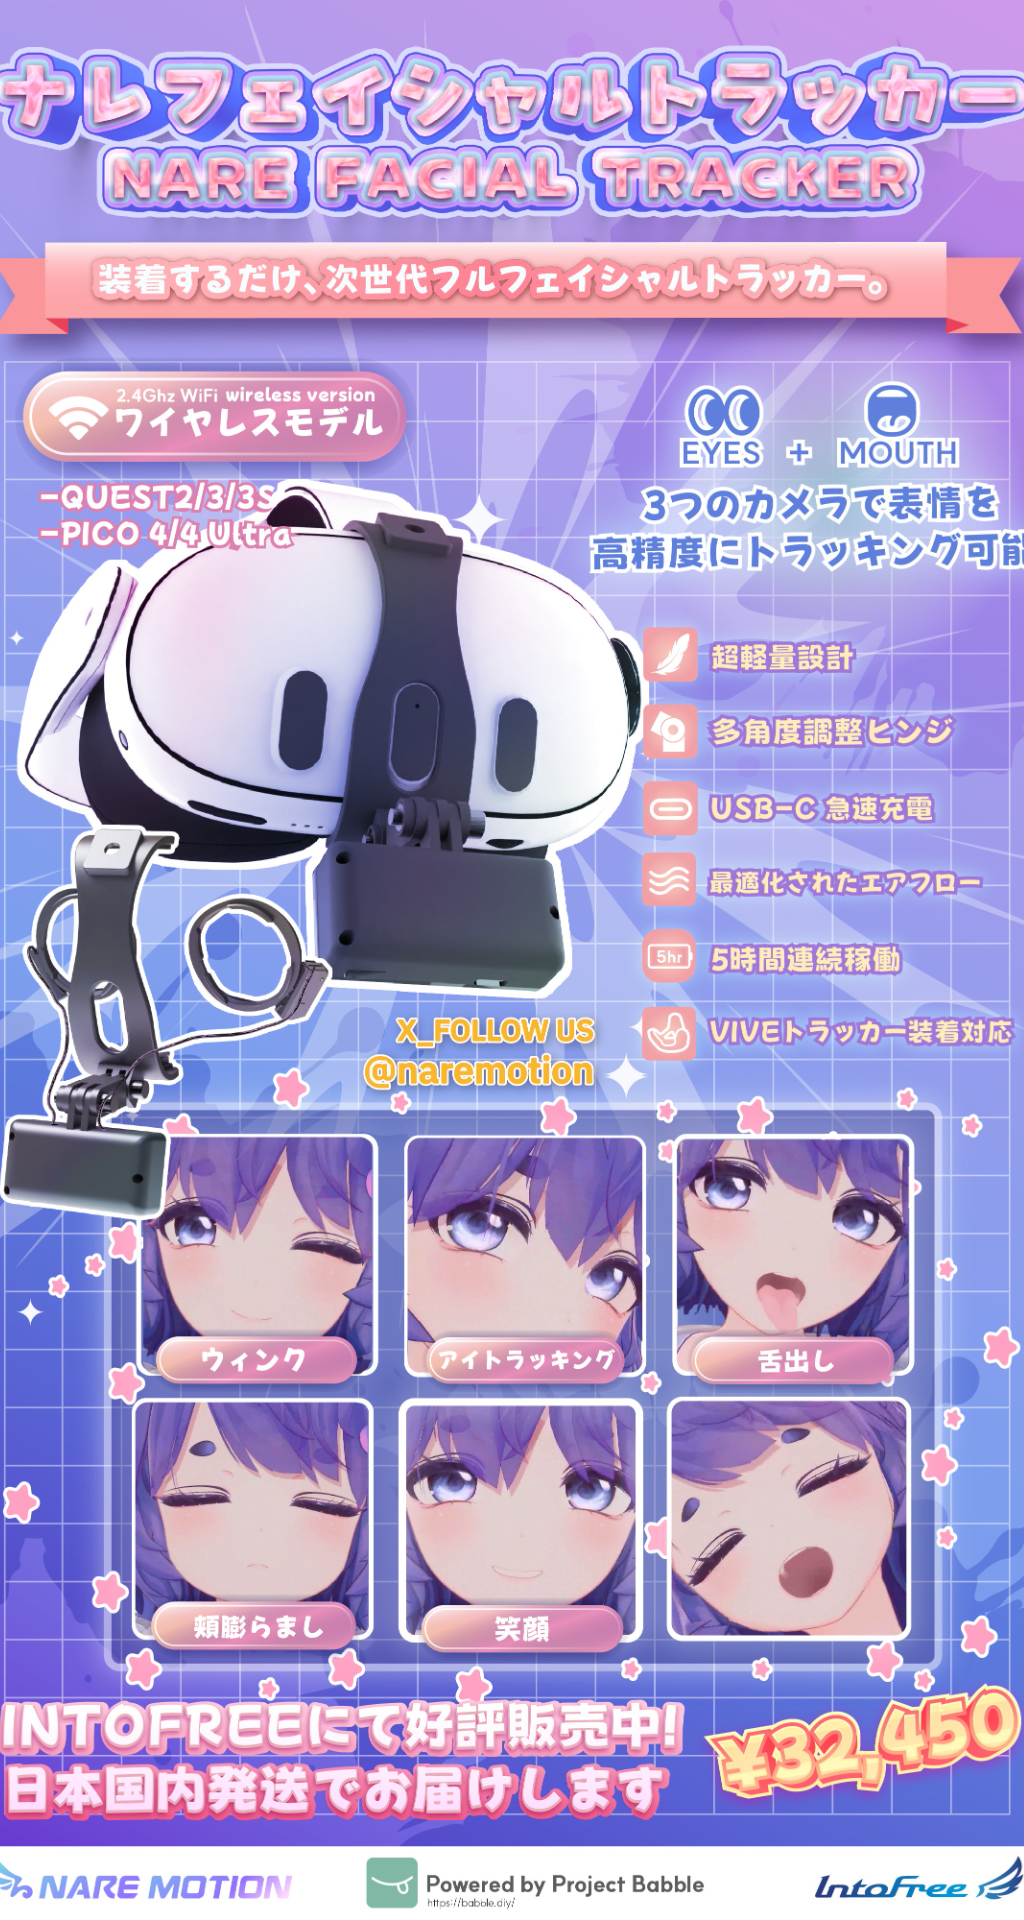 ナレフェイシャルトラッカー
NARE FACIAL TRACKER
装着するだけ、次世代フルフェイシャルトラッカー。
2.4Ghz WiFi wireless version
ワイヤレスモデル
-QUEST2/3/3S
-PICO 4/4 Ultra
EYES + MOUTH
3つのカメラで表情を
高精度にトラッキング可能
超軽量設計
多角度調整ヒンジ
USB-C 急速充電
最適化されたエアフロー
5hr
5時間連続稼働
VIVEトラッカー装着対応
X_FOLLOW US
@naremotion
ウィンク
アイトラッキング
舌出し
頬膨らまし
笑顔
INTOFREEにて好評販売中!
日本国内発送でお届けします
¥32,450
NARE MOTION
Powered by Project Babble
https://babble.diy/
IntoFree